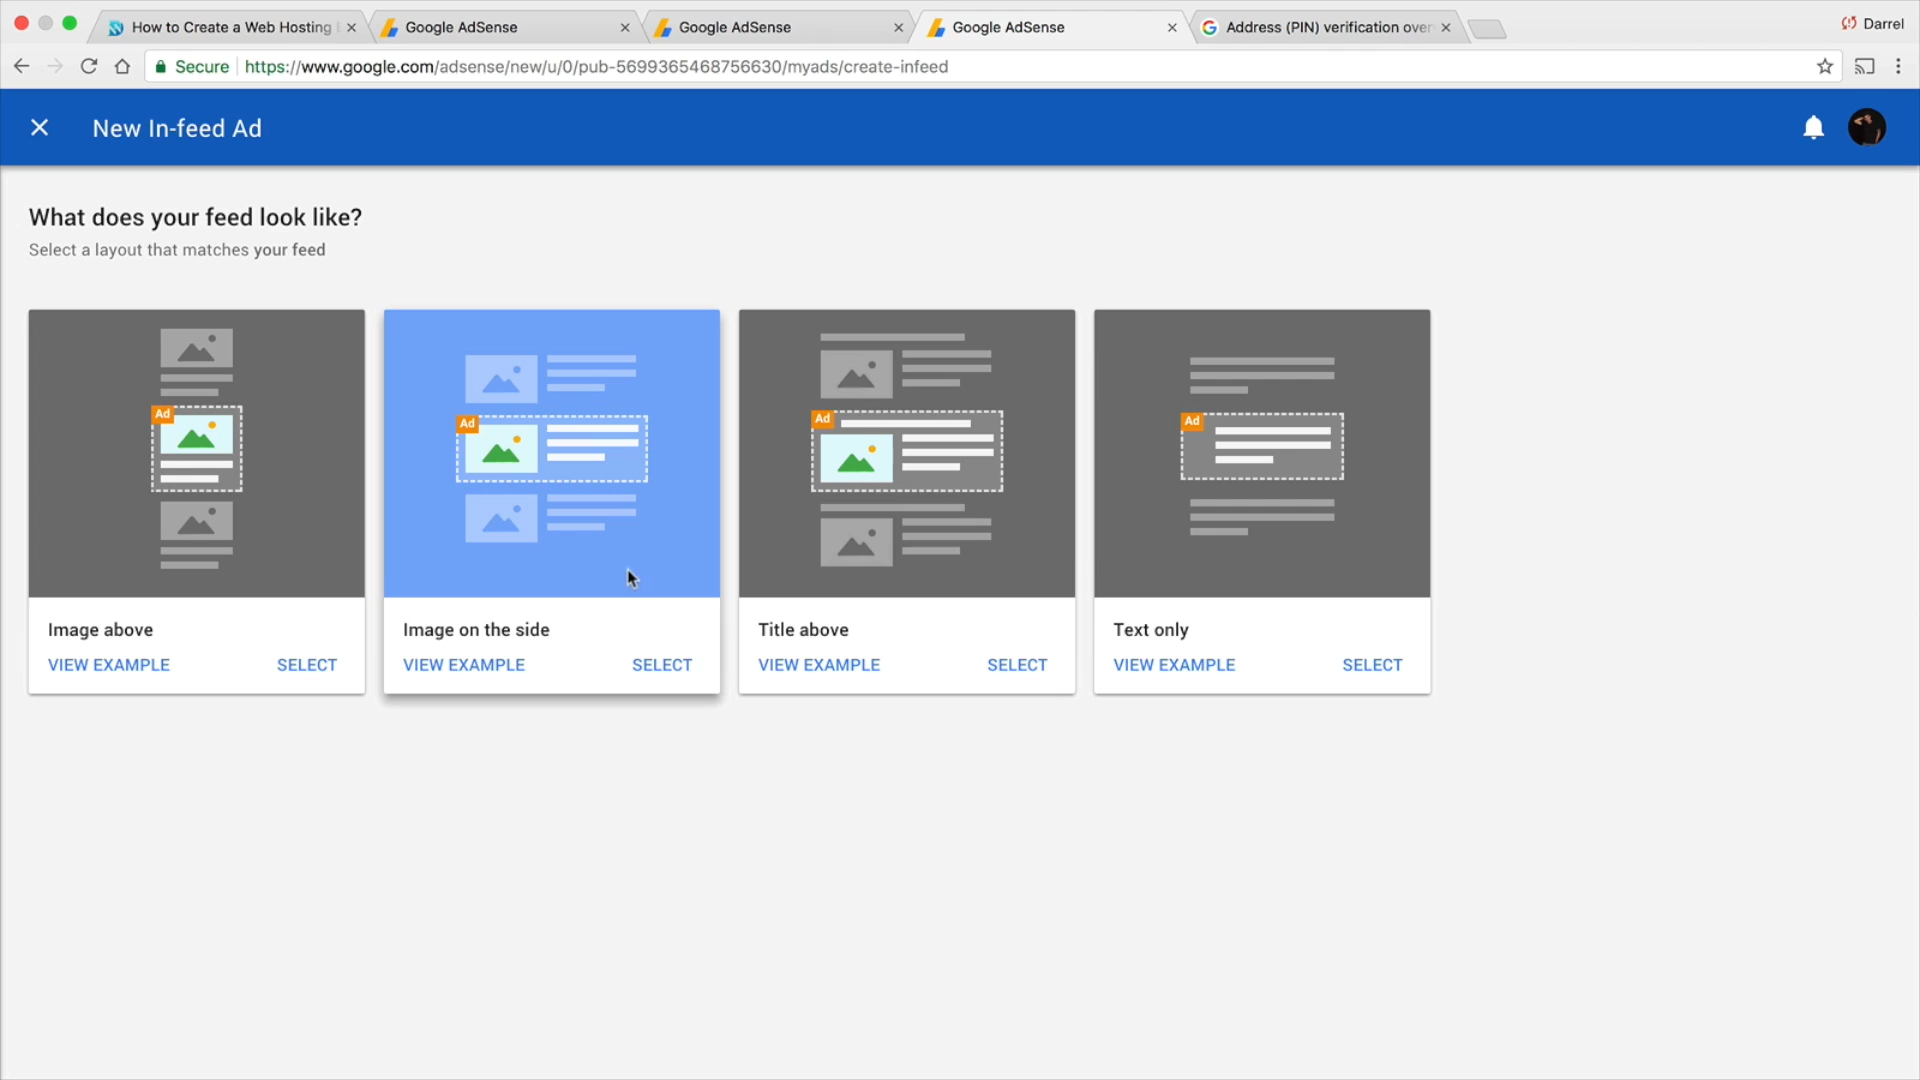 How to Create a Web Hosting
Google AdSense
Google AdSense
Google AdSense
Address (PIN) verification over
Darrel
Secure
https://www.google.com/adsense/new/u/0/pub-5699365468756630/myads/create-infeed
New In-feed Ad
What does your feed look like?
Select a layout that matches your feed
Ad
Ad
Ad
Ad
Image above
VIEW EXAMPLE SELECT
Image on the side
VIEW EXAMPLE SELECT
Title above
VIEW EXAMPLE SELECT
Text only
VIEW EXAMPLE SELECT